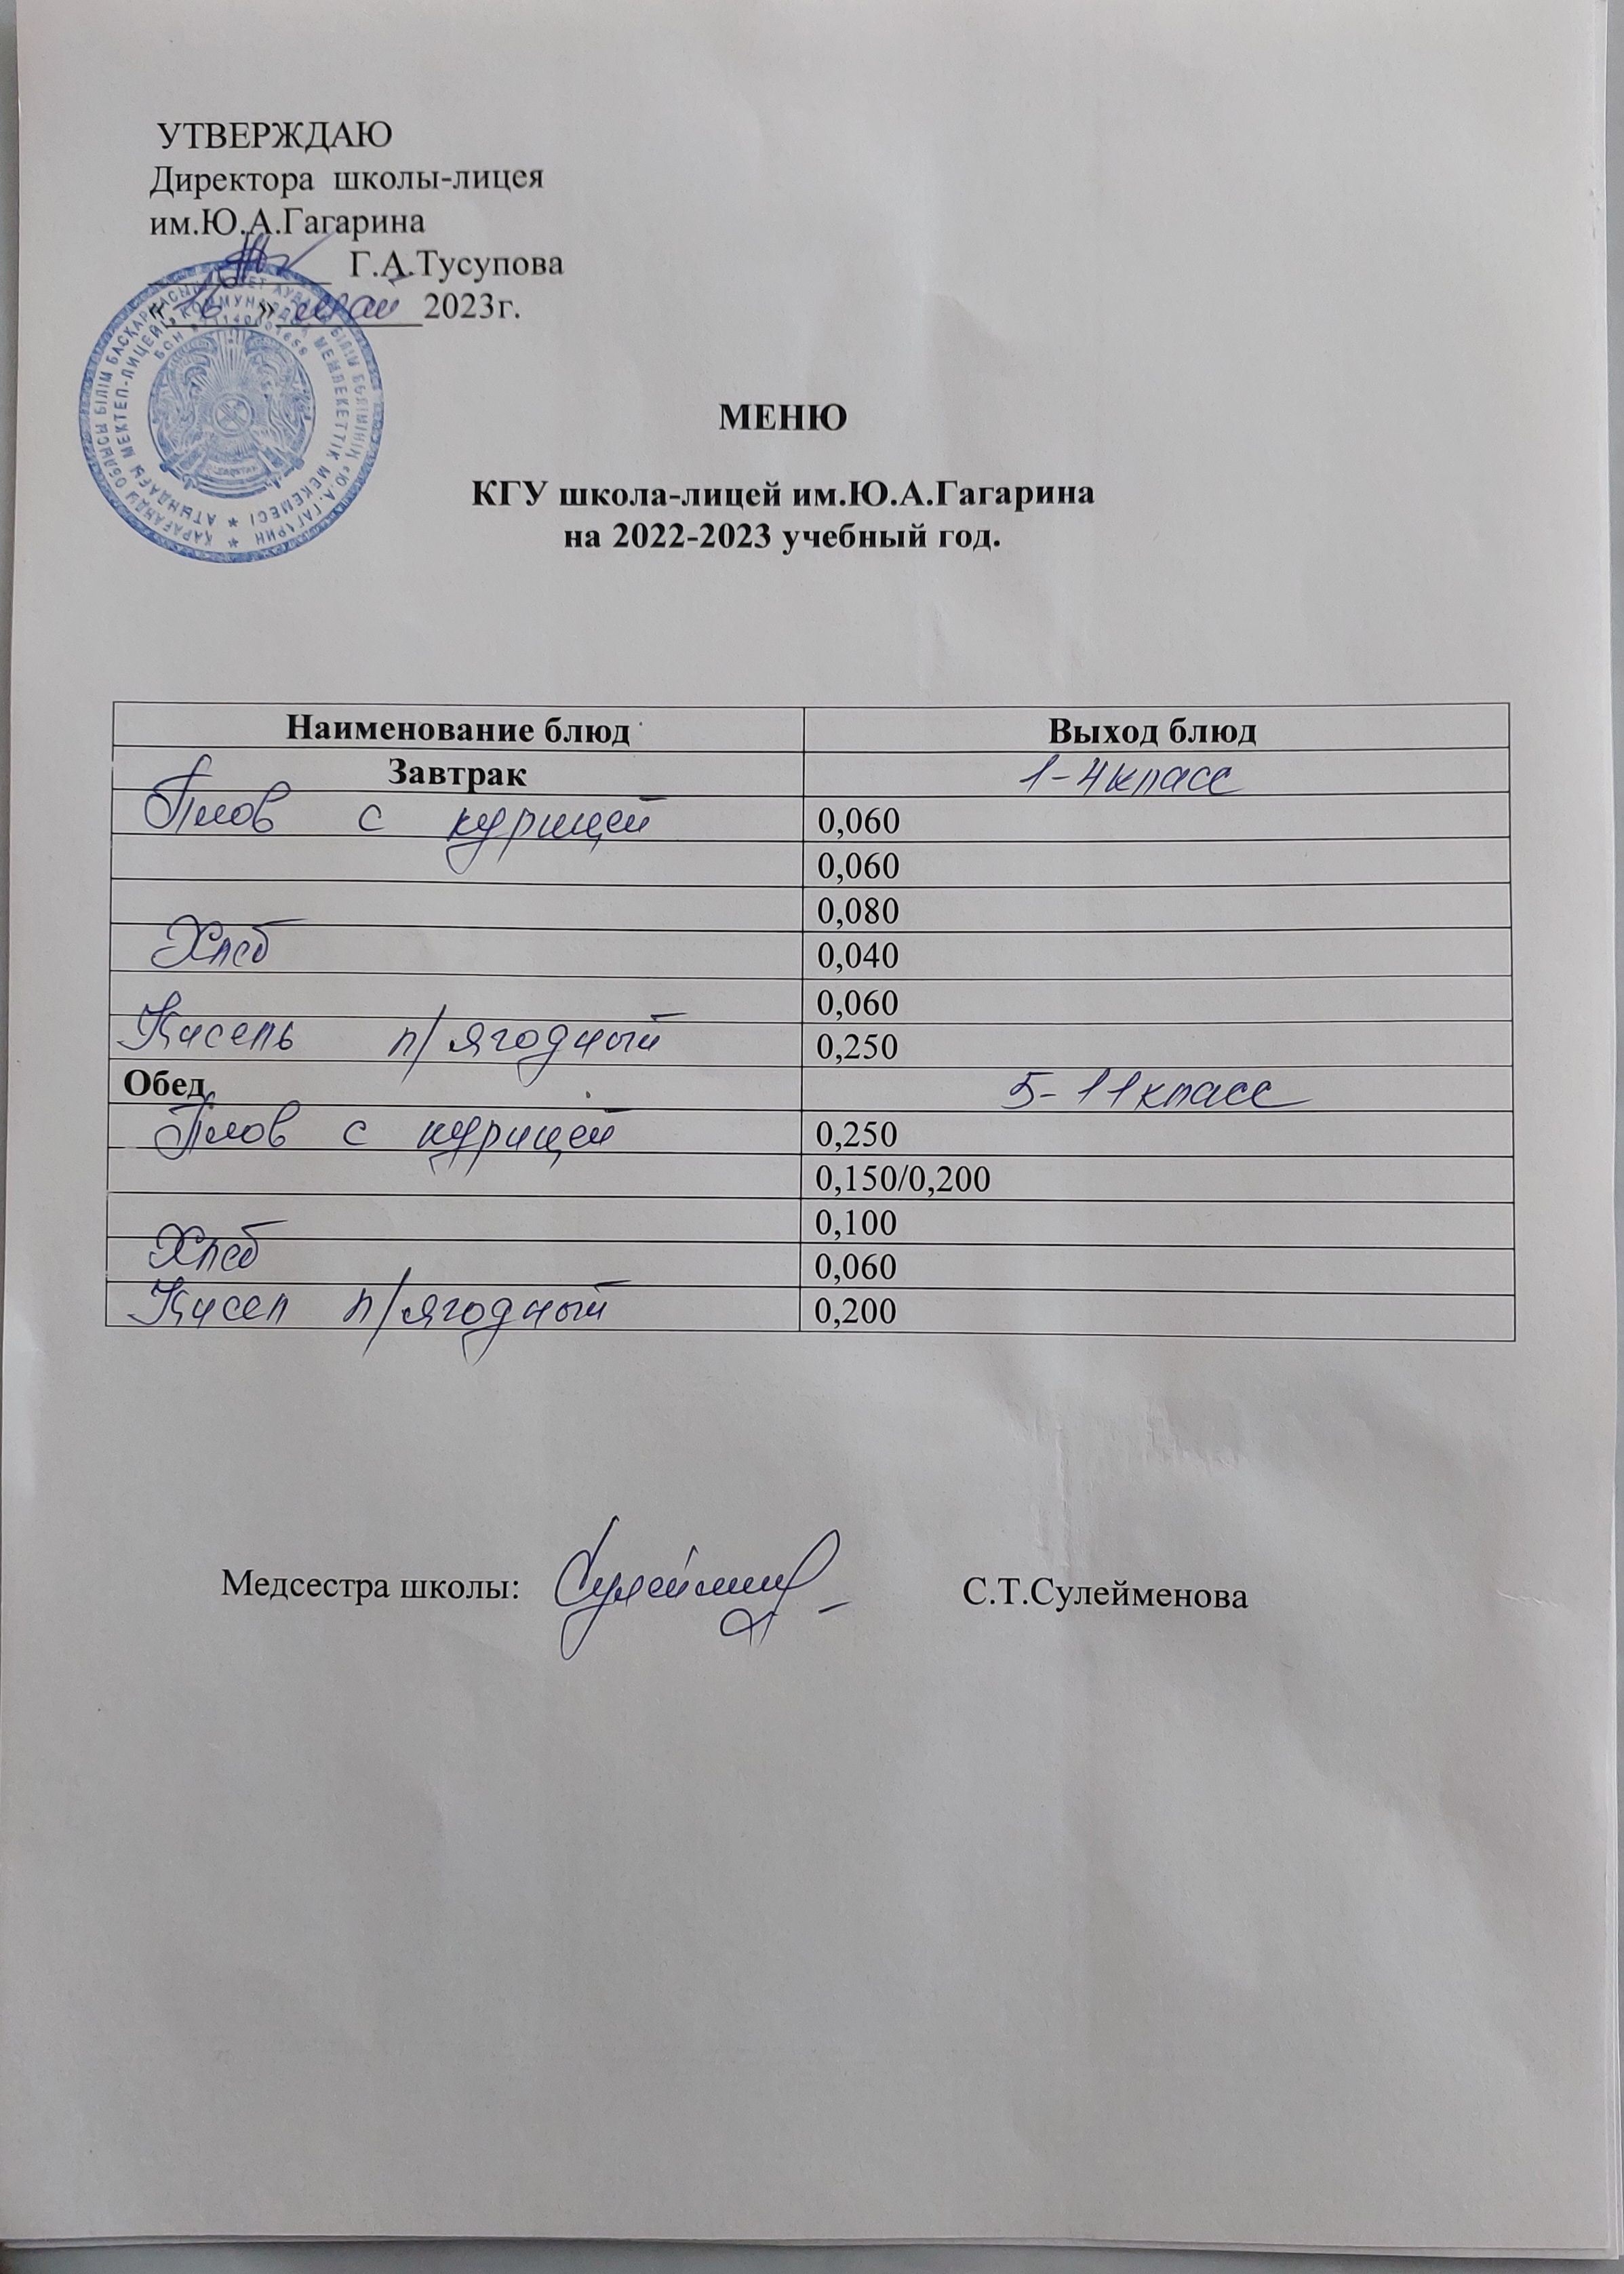 УТВЕРЖДАЮ
Директора школы-лицея
им.Ю.А.Гагарина
Г.А.Тусупова
« » май 2023г.
МЕНЮ
КГУ школа-лицей им.Ю.А.Гагарина
на 2022-2023 учебный год.
Наименование блюд Выход блюд
Завтрак 1-4класс
Плов с курицей 0,060
0,060
0,080
Хлеб 0,040
0,060
Кисель п/ягодный 0,250
Обед 5-11класс
Плов с курицей 0,250
0,150/0,200
0,100
Хлеб 0,060
Кисел п/ягодный 0,200
Медсестра школы: С.Т.Сулейменова